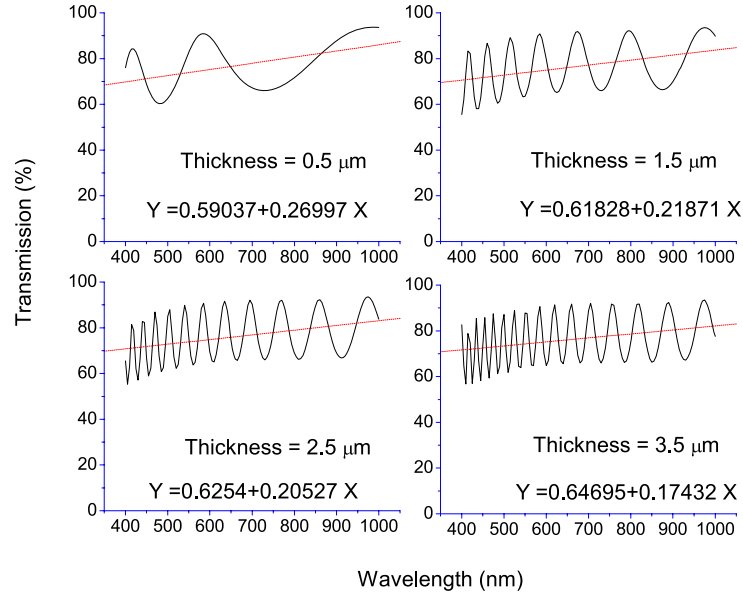 Transmission (%)
100
80
60
40
20
0
Thickness = 0.5 μm
Y =0.59037+0.26997 X
400 500 600 700 800 900 1000
100
80
60
40
20
0
Thickness = 1.5 μm
Y =0.61828+0.21871 X
400 500 600 700 800 900 1000
100
80
60
40
20
0
Thickness = 2.5 μm
Y =0.6254+0.20527 X
400 500 600 700 800 900 1000
100
80
60
40
20
0
Thickness = 3.5 μm
Y =0.64695+0.17432 X
400 500 600 700 800 900 1000
Wavelength (nm)